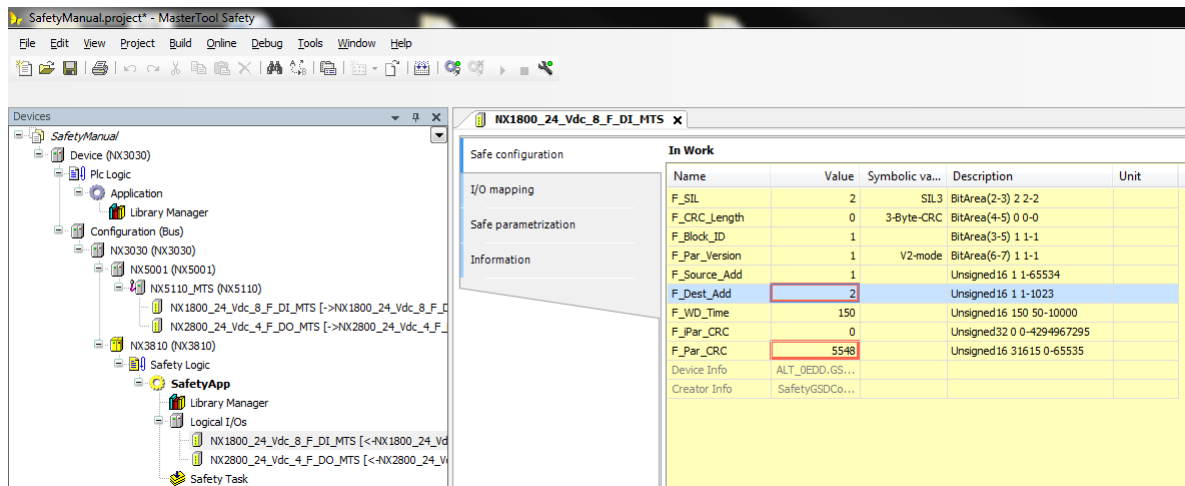 SafetyManual.project* - MasterTool Safety
File Edit View Project Build Online Debug Tools Window Help
Devices
SafetyManual
Device (NX3030)
Plc Logic
Application
Library Manager
Configuration (Bus)
NX3030 (NX3030)
NX5001 (NX5001)
NX5110_MTS (NX5110)
NX1800_24_Vdc_8_F_DI_MTS [->NX1800_24_Vdc_8_F_D
NX2800_24_Vdc_4_F_DO_MTS [->NX2800_24_Vdc_4_F_
NX3810 (NX3810)
Safety Logic
SafetyApp
Library Manager
Logical I/Os
NX1800_24_Vdc_8_F_DI_MTS [<-NX1800_24_Vd
NX2800_24_Vdc_4_F_DO_MTS [<-NX2800_24_V
Safety Task
NX1800_24_Vdc_8_F_DI_MTS
Safe configuration
I/O mapping
Safe parametrization
Information
In Work
Name Value Symbolic va... Description Unit
F_SIL 2 SIL3 BitArea(2-3) 2 2-2
F_CRC_Length 0 3-Byte-CRC BitArea(4-5) 0 0-0
F_Block_ID 1 BitArea(3-5) 1 1-1
F_Par_Version 1 V2-mode BitArea(6-7) 1 1-1
F_Source_Add 1 Unsigned16 1 1-65534
F_Dest_Add 2 Unsigned16 1 1-1023
F_WD_Time 150 Unsigned16 150 50-10000
F_iPar_CRC 0 Unsigned32 0 0-4294967295
F_Par_CRC 5548 Unsigned16 31615 0-65535
Device Info ALT_0EDD.GS...
Creator Info SafetyGSDCo...